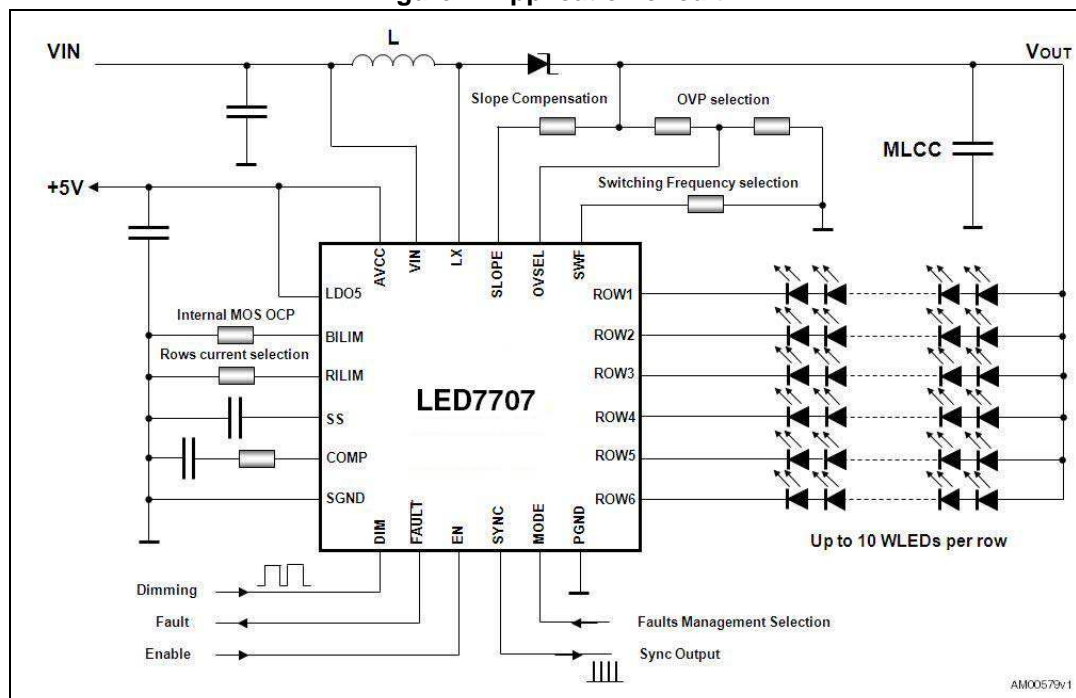 VIN
L
VOUT
Slope Compensation
OVP selection
MLCC
+5V
Switching Frequency selection
AVCC
VIN
LX
SLOPE
OVSEL
SWF
LDO5
ROW1
Internal MOS OCP
BILIM
ROW2
Rows current selection
RILIM
ROW3
LED7707
SS
ROW4
COMP
ROW5
SGND
ROW6
DIM
FAULT
EN
SYNC
MODE
PGND
Up to 10 WLEDs per row
Dimming
Fault
Faults Management Selection
Enable
Sync Output
AM00579v1